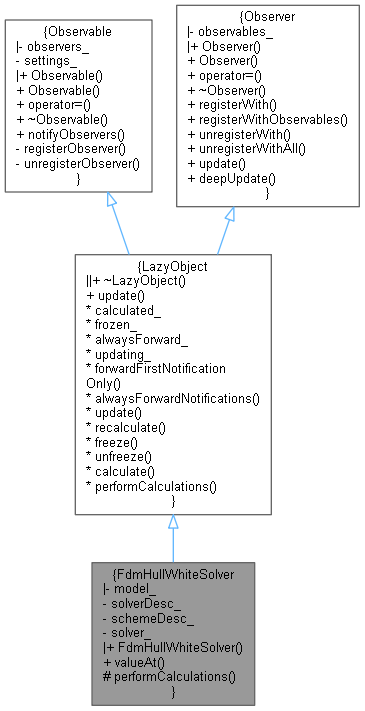 {Observable
|- observers_
- settings_
|+ Observable()
+ Observable()
+ operator=()
+ ~Observable()
+ notifyObservers()
- registerObserver()
- unregisterObserver()
}
{Observer
|- observables_
|+ Observer()
+ Observer()
+ operator=()
+ ~Observer()
+ registerWith()
+ registerWithObservables()
+ unregisterWith()
+ unregisterWithAll()
+ update()
+ deepUpdate()
}
{LazyObject
||+ ~LazyObject()
+ update()
* calculated_
* frozen_
* alwaysForward_
* updating_
* forwardFirstNotification
Only()
* alwaysForwardNotifications()
* update()
* recalculate()
* freeze()
* unfreeze()
* calculate()
* performCalculations()
}
{FdmHullWhiteSolver
|- model_
- solverDesc_
- schemeDesc_
- solver_
|+ FdmHullWhiteSolver()
+ valueAt()
# performCalculations()
}